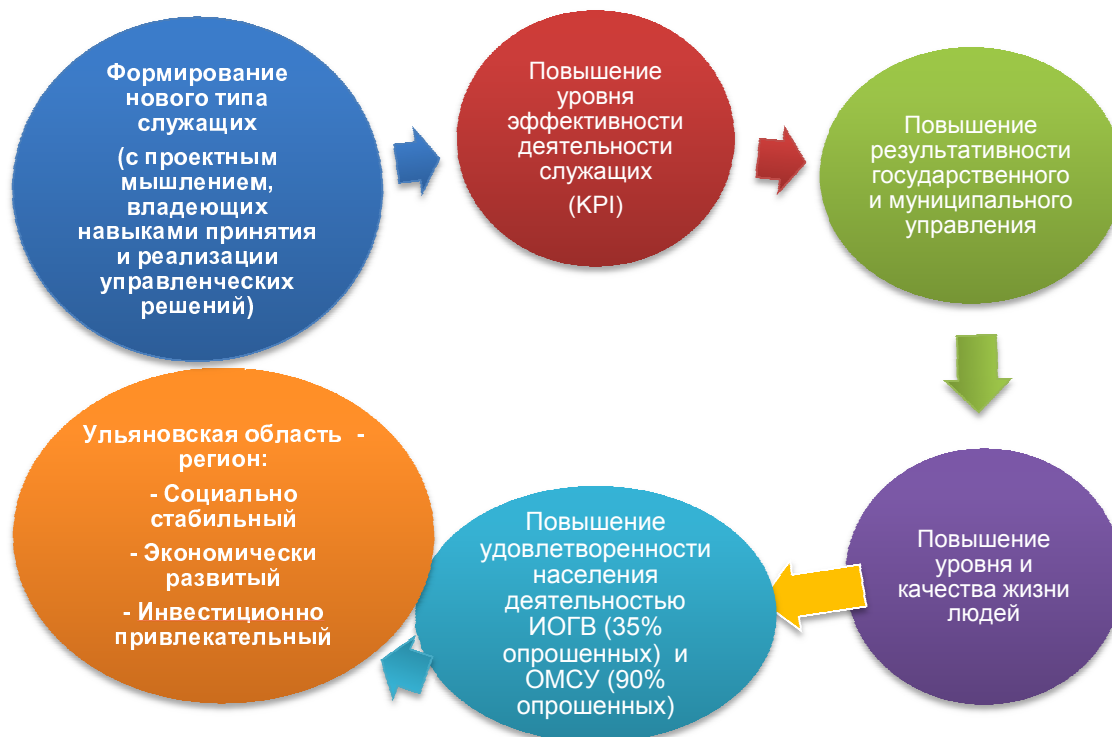 Формирование
нового типа
служащих
(с проектным
мышлением,
владеющих
навыками принятия
и реализации
управленческих
решений)
Повышение
уровня
эффективности
деятельности
служащих
(KPI)
Повышение
результативности
государственного
и муниципального
управления
Повышение
уровня и
качества жизни
людей
Повышение
удовлетворенности
населения
деятельностью
ИОГВ (35%
опрошенных) и
ОМСУ (90%
опрошенных)
Ульяновская область -
регион:
- Социально
стабильный
- Экономически
развитый
- Инвестиционно
привлекательный